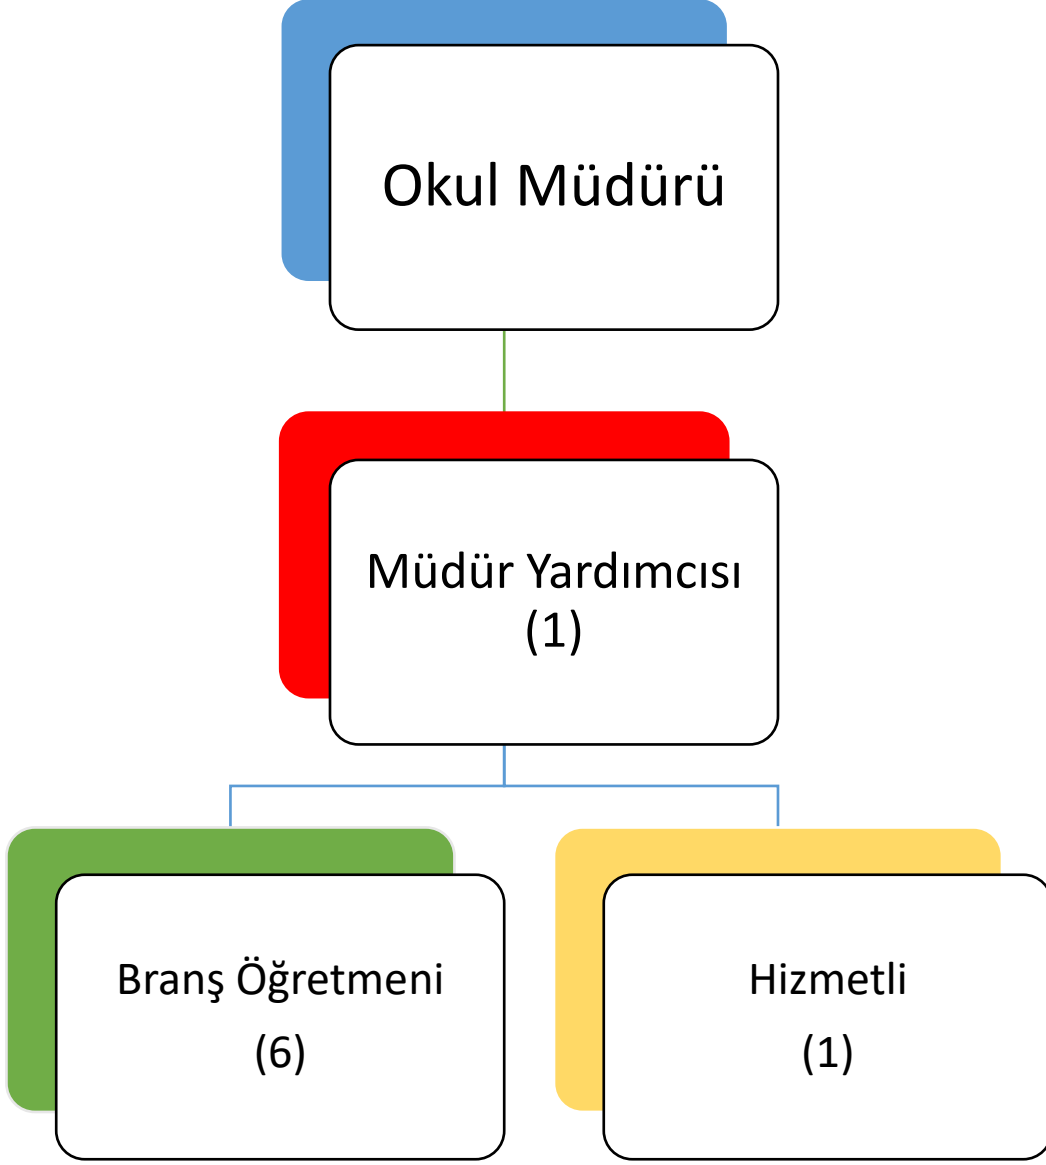 Okul Müdürü
Müdür Yardımcısı
(1)
Branş Öğretmeni
(6)
Hizmetli
(1)